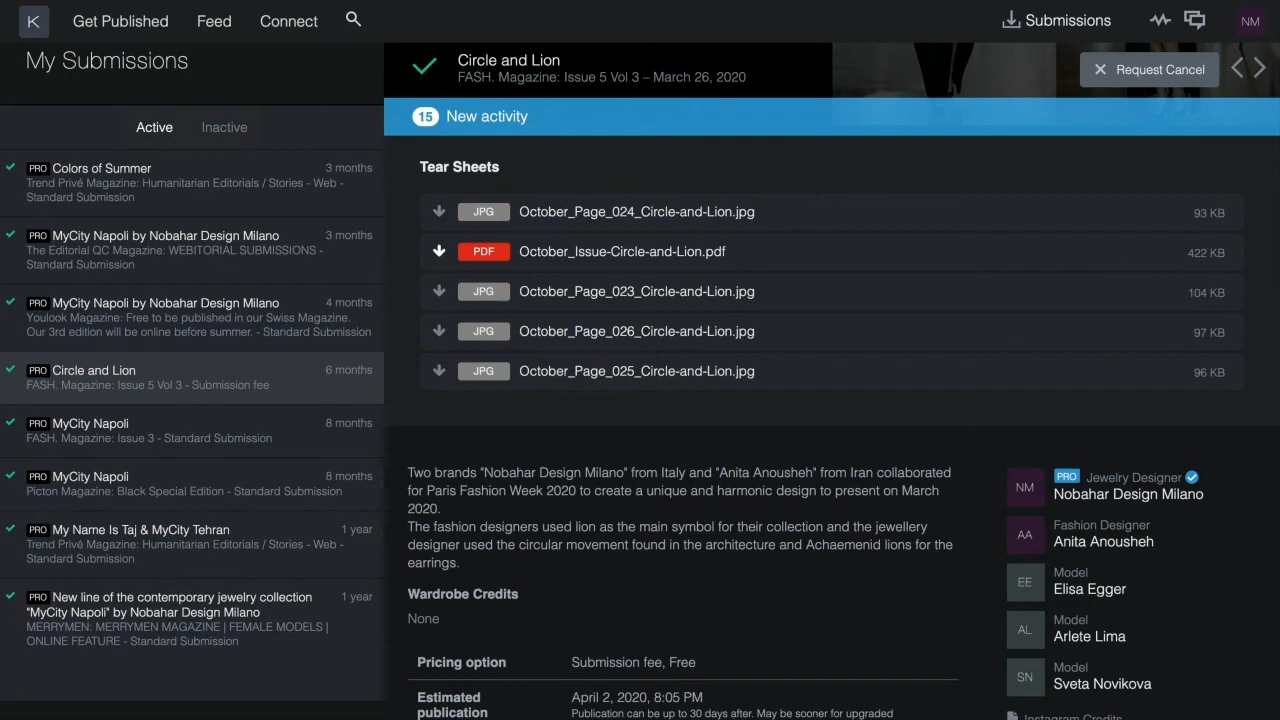 K
Get Published
Feed
Connect
Submissions
NM
My Submissions
Active
Inactive
PRO Colors of Summer 3 months
Trend Privé Magazine: Humanitarian Editorials / Stories - Web -
Standard Submission
PRO MyCity Napoli by Nobahar Design Milano 3 months
The Editorial QC Magazine: WEBITORIAL SUBMISSIONS -
Standard Submission
PRO MyCity Napoli by Nobahar Design Milano 4 months
Youlook Magazine: Free to be published in our Swiss Magazine.
Our 3rd edition will be online before summer. - Standard Submission
PRO Circle and Lion 6 months
FASH. Magazine: Issue 5 Vol 3 - Submission fee
PRO MyCity Napoli 8 months
FASH. Magazine: Issue 3 - Standard Submission
PRO MyCity Napoli 8 months
Picton Magazine: Black Special Edition - Standard Submission
PRO My Name Is Taj & MyCity Tehran 1 year
Trend Privé Magazine: Humanitarian Editorials / Stories - Web -
Standard Submission
PRO New line of the contemporary jewelry collection 1 year
"MyCity Napoli" by Nobahar Design Milano
MERRYMEN: MERRYMEN MAGAZINE | FEMALE MODELS |
ONLINE FEATURE - Standard Submission
Circle and Lion
FASH. Magazine: Issue 5 Vol 3 – March 26, 2020
Request Cancel
15 New activity
Tear Sheets
JPG October_Page_024_Circle-and-Lion.jpg 93 KB
PDF October_Issue-Circle-and-Lion.pdf 422 KB
JPG October_Page_023_Circle-and-Lion.jpg 104 KB
JPG October_Page_026_Circle-and-Lion.jpg 97 KB
JPG October_Page_025_Circle-and-Lion.jpg 96 KB
Two brands "Nobahar Design Milano" from Italy and "Anita Anousheh" from Iran collaborated
for Paris Fashion Week 2020 to create a unique and harmonic design to present on March
2020.
The fashion designers used lion as the main symbol for their collection and the jewellery
designer used the circular movement found in the architecture and Achaemenid lions for the
earrings.
Wardrobe Credits
None
Pricing option Submission fee, Free
Estimated April 2, 2020, 8:05 PM
publication Publication can be up to 30 days after. May be sooner for upgraded
NM PRO Jewelry Designer
Nobahar Design Milano
AA Fashion Designer
Anita Anousheh
EE Model
Elisa Egger
AL Model
Arlete Lima
SN Model
Sveta Novikova
Instagram Credits